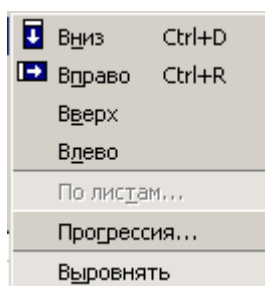 Вниз Ctrl+D
Вправо Ctrl+R
Вверх
Влево
По листам...
Прогрессия...
Выровнять